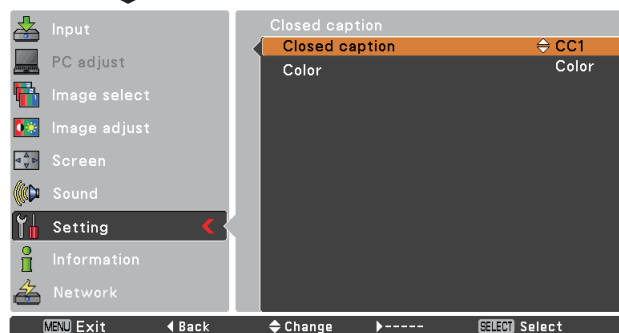 Input
PC adjust
Image select
Image adjust
Screen
Sound
Setting
Information
Network
Closed caption
Closed caption CC1
Color Color
MENU Exit Back Change ----- SELECT Select